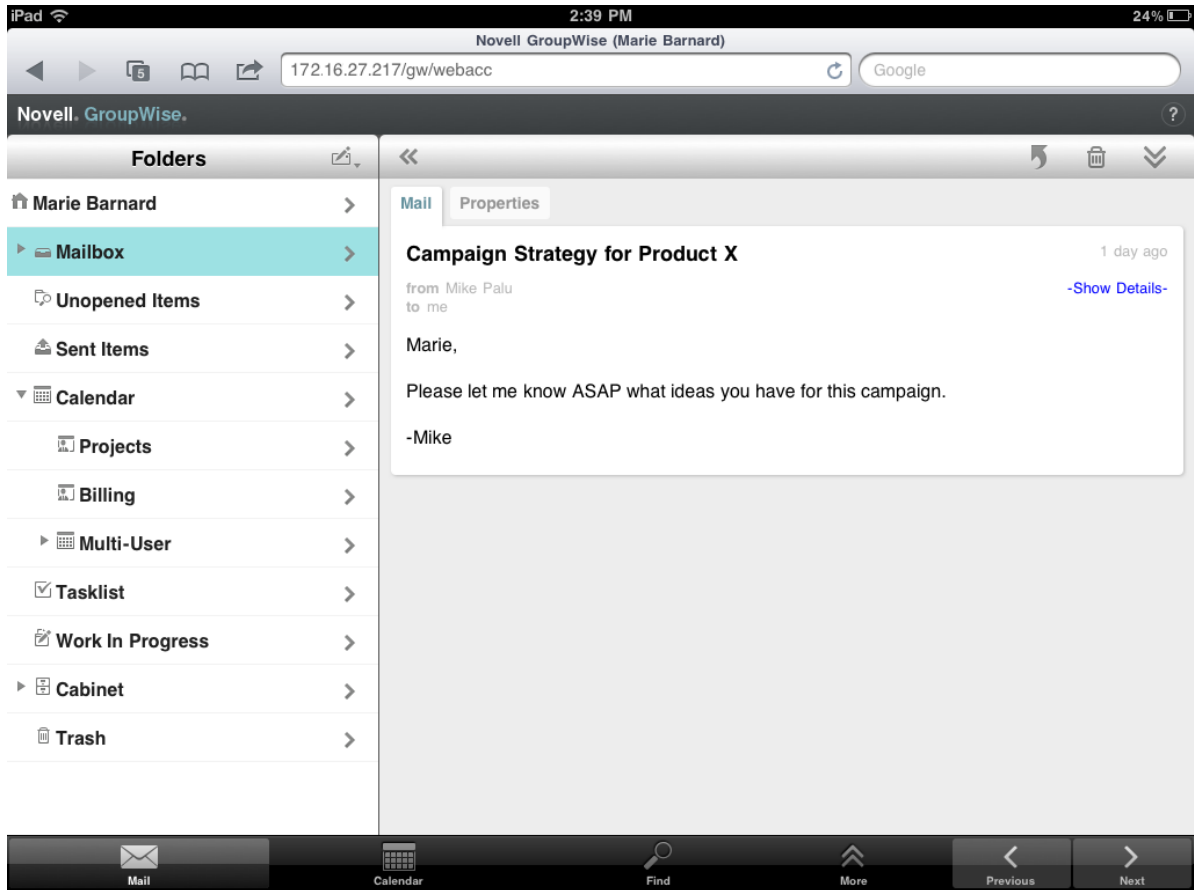 iPad 2:39 PM 24%
Novell GroupWise (Marie Barnard)
5 172.16.27.217/gw/webacc Google
Novell. GroupWise. ?
Folders
Marie Barnard
Mailbox
Unopened Items
Sent Items
Calendar
Projects
Billing
Multi-User
Tasklist
Work In Progress
Cabinet
Trash
Mail Properties
Campaign Strategy for Product X 1 day ago
from Mike Palu -Show Details-
to me
Marie,
Please let me know ASAP what ideas you have for this campaign.
-Mike
Mail Calendar Find More Previous Next